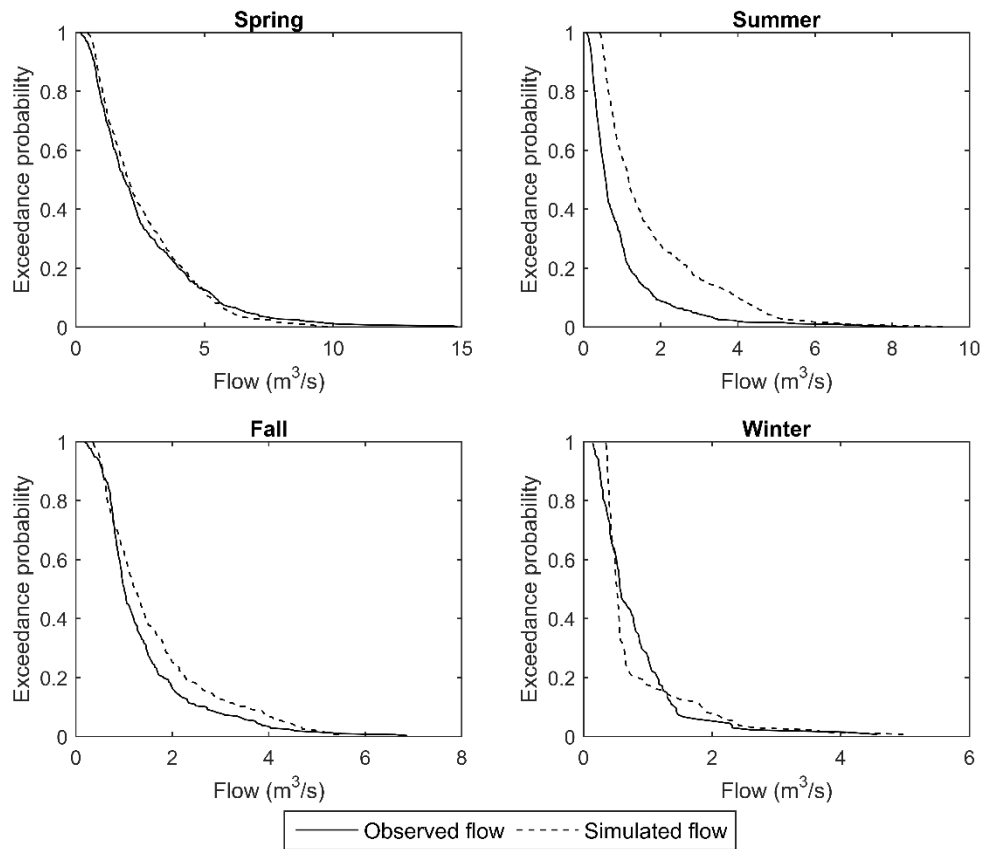 Spring
Exceedance probability
1
0.8
0.6
0.4
0.2
0
0 5 10 15
Flow (m³/s)
Summer
Exceedance probability
1
0.8
0.6
0.4
0.2
0
0 2 4 6 8 10
Flow (m³/s)
Fall
Exceedance probability
1
0.8
0.6
0.4
0.2
0
0 2 4 6 8
Flow (m³/s)
Winter
Exceedance probability
1
0.8
0.6
0.4
0.2
0
0 2 4 6
Flow (m³/s)
Observed flow Simulated flow